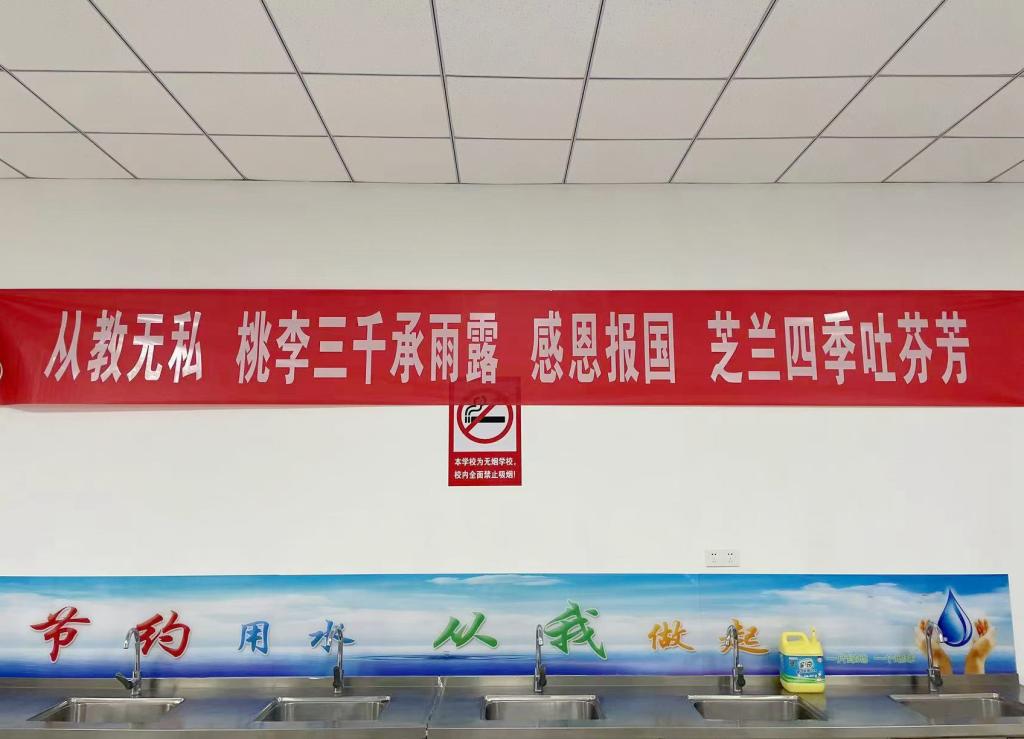 从教无私 桃李三千承雨露 感恩报国 芝兰四季吐芬芳
本学校为无烟学校,
校内全面禁止吸烟!
节约用水 从我做起